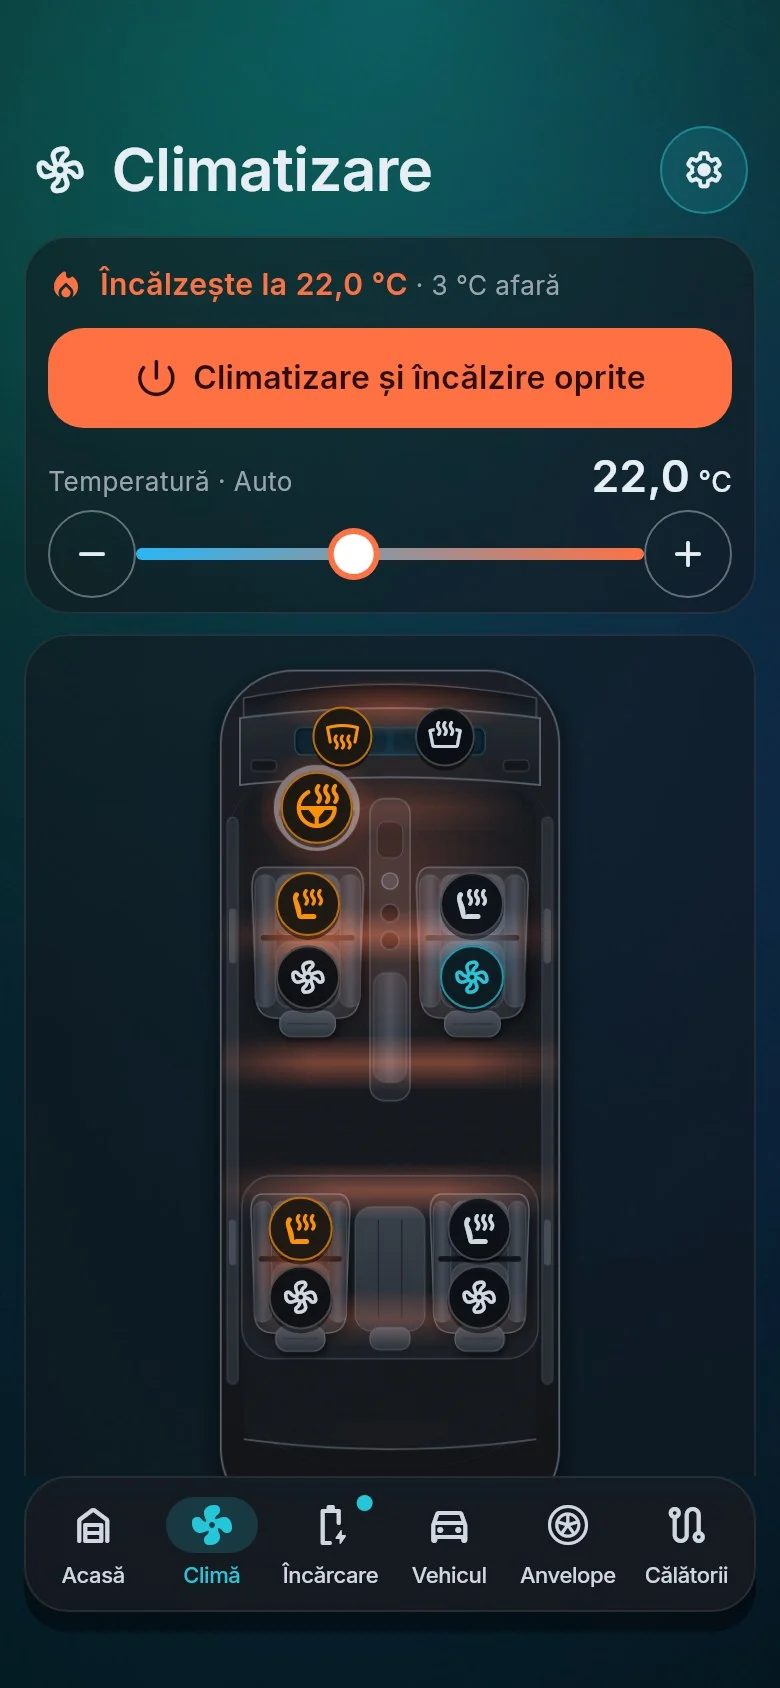 Climatizare
Încălzește la 22,0 °C · 3 °C afară
Climatizare și încălzire oprite
Temperatură · Auto 22,0 °C
Acasă Climă Încărcare Vehicul Anvelope Călătorii